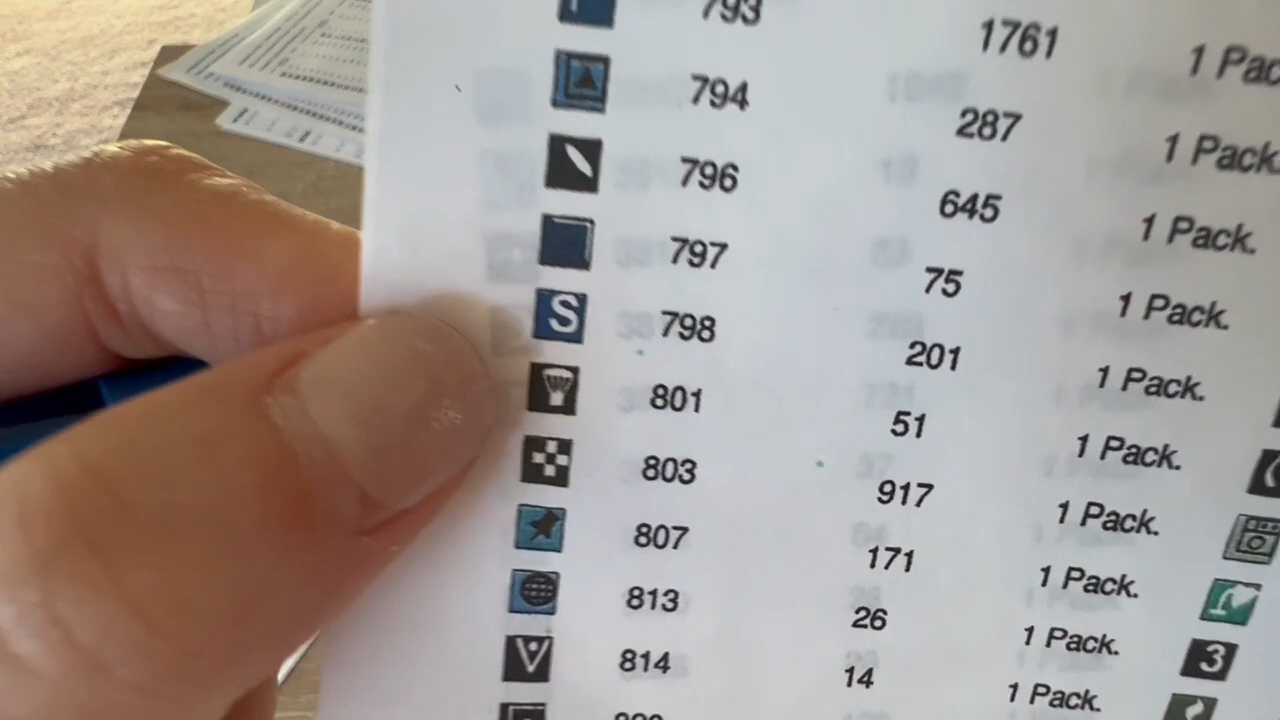 793 1761 1 Pac
794 287 1 Pack
796 645 1 Pack.
797 75 1 Pack.
S 798 201 1 Pack.
801 51 1 Pack.
803 917 1 Pack.
807 171 1 Pack.
813 26 1 Pack. 3
814 14 1 Pack.